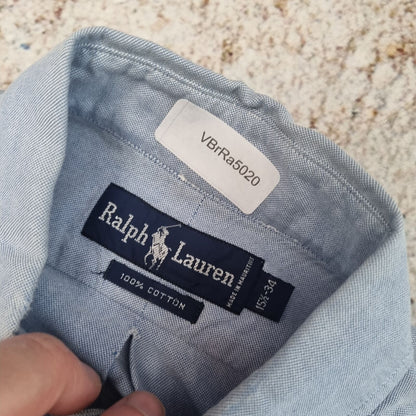 VBrRa5020
Ralph Lauren
MADE IN MAURITIUS
15½-34
100% COTTON